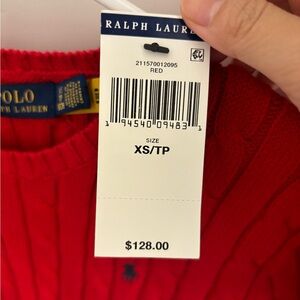 RALPH LAUREN
211570012095
RED
1 94540 09483 1
SIZE
XS/TP
$128.00
POLO
RALPH LAUREN